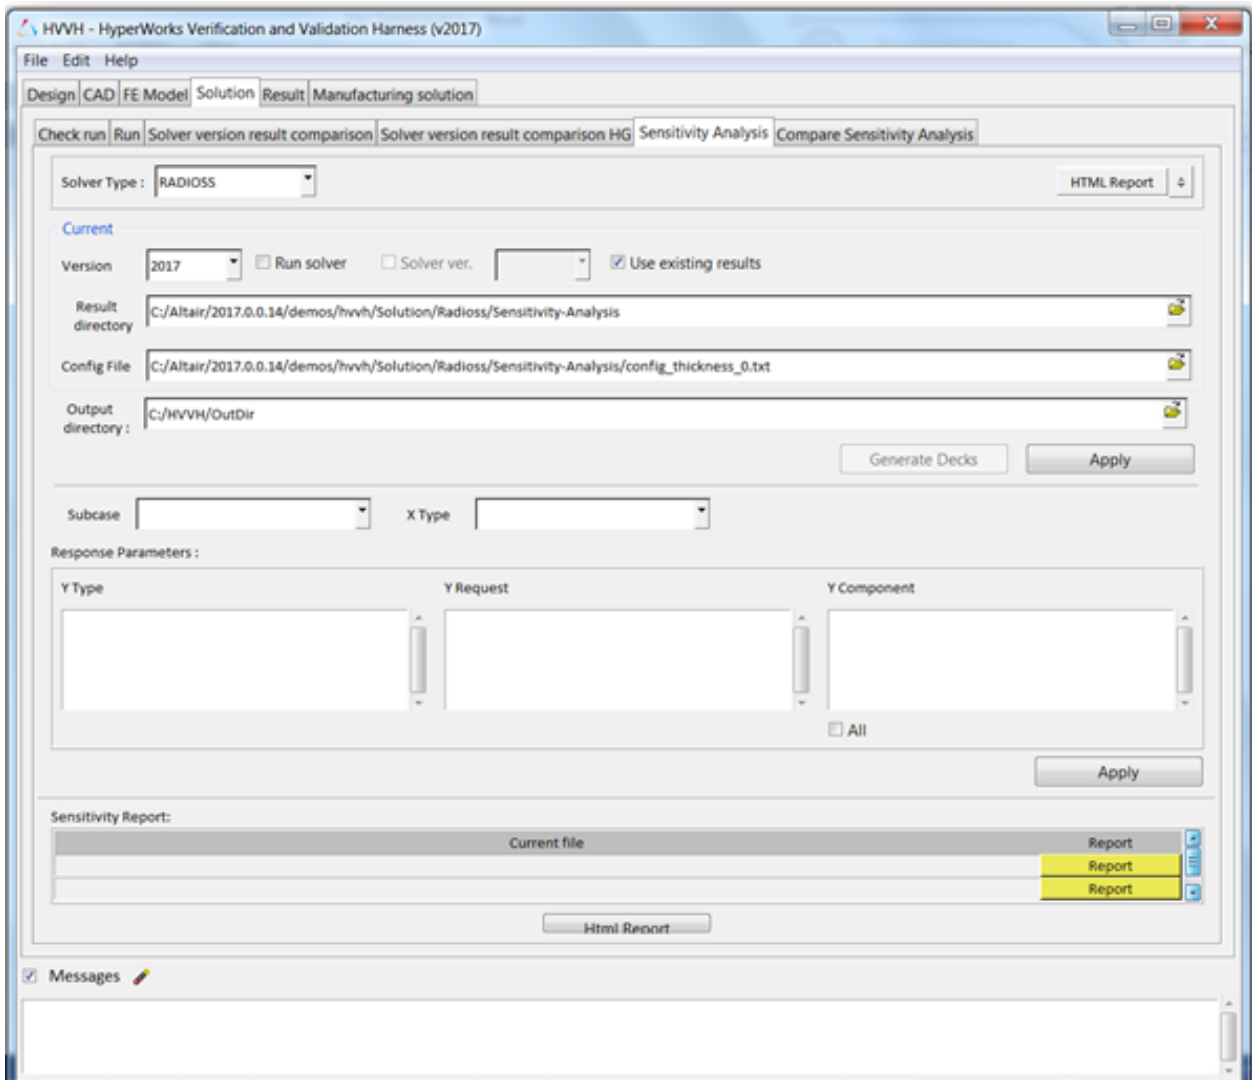 HVVH - HyperWorks Verification and Validation Harness (v2017)
File Edit Help
Design CAD FE Model Solution Result Manufacturing solution
Check run Run Solver version result comparison Solver version result comparison HG Sensitivity Analysis Compare Sensitivity Analysis
Solver Type : RADIOSS HTML Report
Current
Version 2017 Run solver Solver ver. Use existing results
Result directory C:/Altair/2017.0.0.14/demos/hvvh/Solution/Radioss/Sensitivity-Analysis
Config File C:/Altair/2017.0.0.14/demos/hvvh/Solution/Radioss/Sensitivity-Analysis/config_thickness_0.txt
Output directory : C:/HVVH/OutDir
Generate Decks Apply
Subcase X Type
Response Parameters :
Y Type Y Request Y Component
All
Apply
Sensitivity Report:
Current file Report
Report
Report
Html Report
Messages